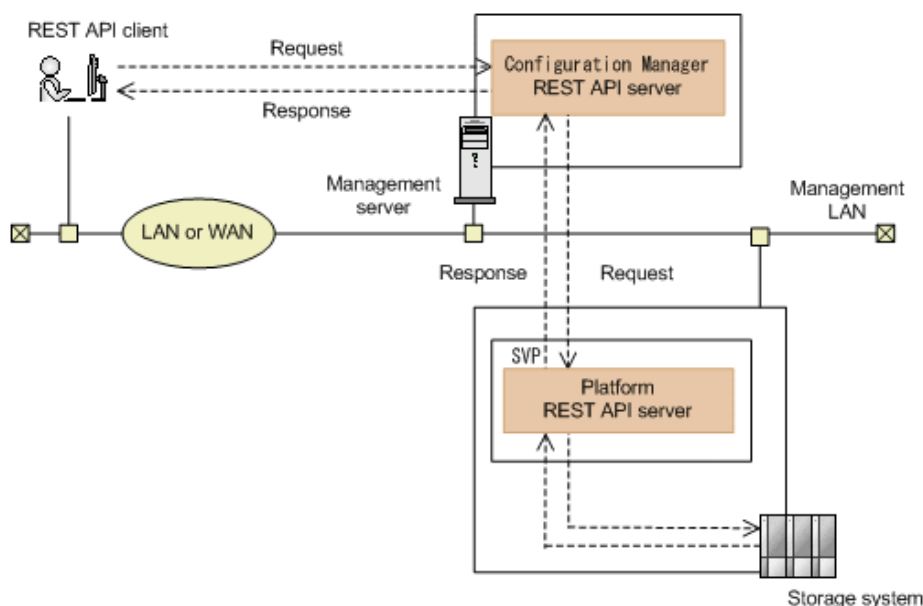 REST API client
Request
Response
Configuration Manager
REST API server
Management
server
Management
LAN
LAN or WAN
Response
Request
SVP
Platform
REST API server
Storage system